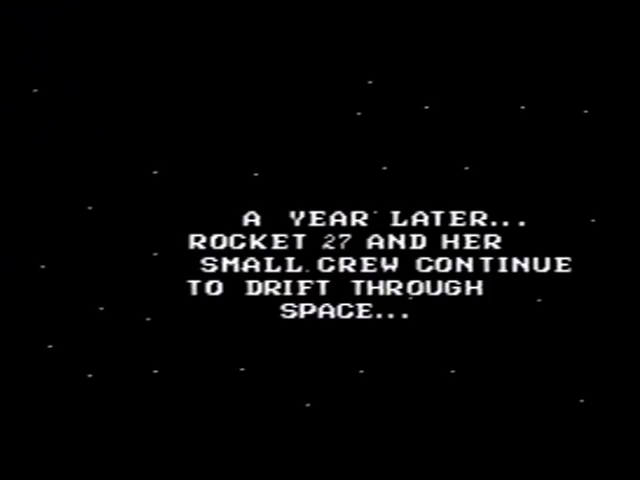 A YEAR LATER...
ROCKET 27 AND HER
SMALL CREW CONTINUE
TO DRIFT THROUGH
SPACE...